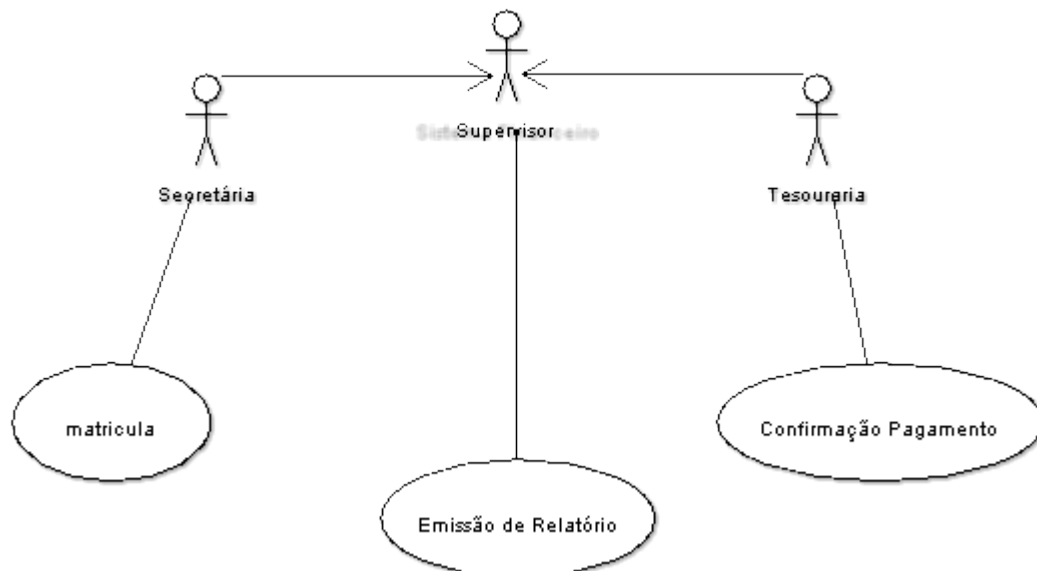 Supervisor
Secretária
Tesouraria
matricula
Confirmação Pagamento
Emissão de Relatório